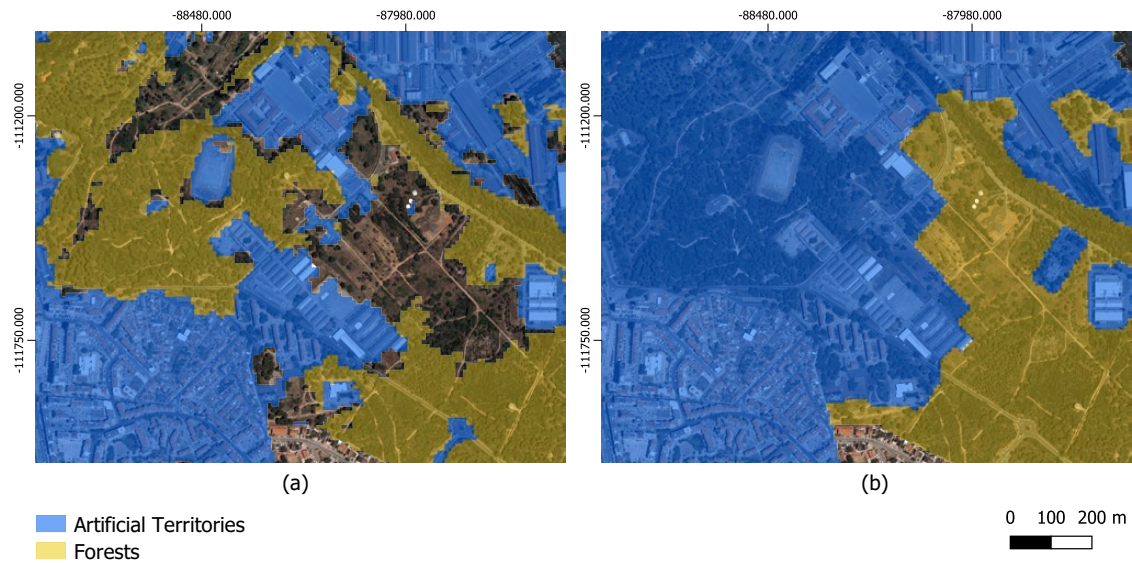 -88480.000 -87980.000 -88480.000 -87980.000
-111200.000 -111200.000
-111750.000 -111750.000
(a) (b)
Artificial Territories
Forests
0 100 200 m